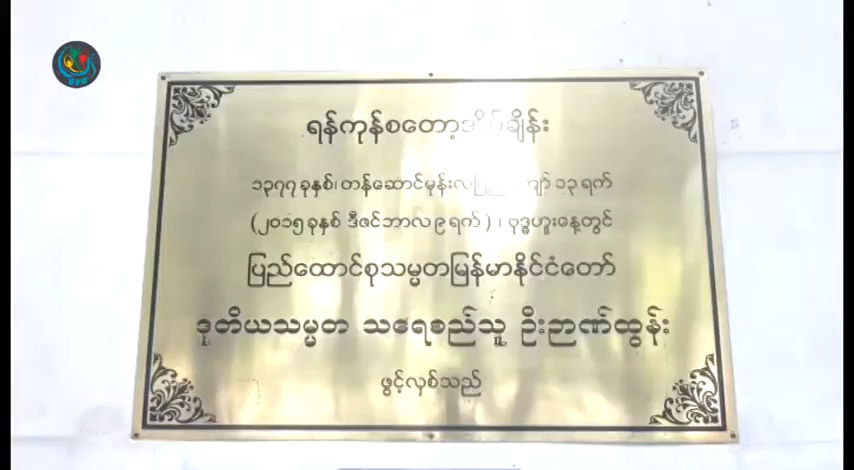 ရန်ကုန်စတော့အိတ်ချိန်း
၁၃၇၇ ခုနှစ်၊ တန်ဆောင်မုန်းလပြည့်ကျော် ၁၃ ရက်
(၂၀၁၅ ခုနှစ် ဒီဇင်ဘာလ ၉ ရက် ) ၊ ဗုဒ္ဓဟူးနေ့တွင်
ပြည်ထောင်စုသမ္မတမြန်မာနိုင်ငံတော်
ဒုတိယသမ္မတ သရေစည်သူ ဦးဉာဏ်ထွန်း
ဖွင့်လှစ်သည်